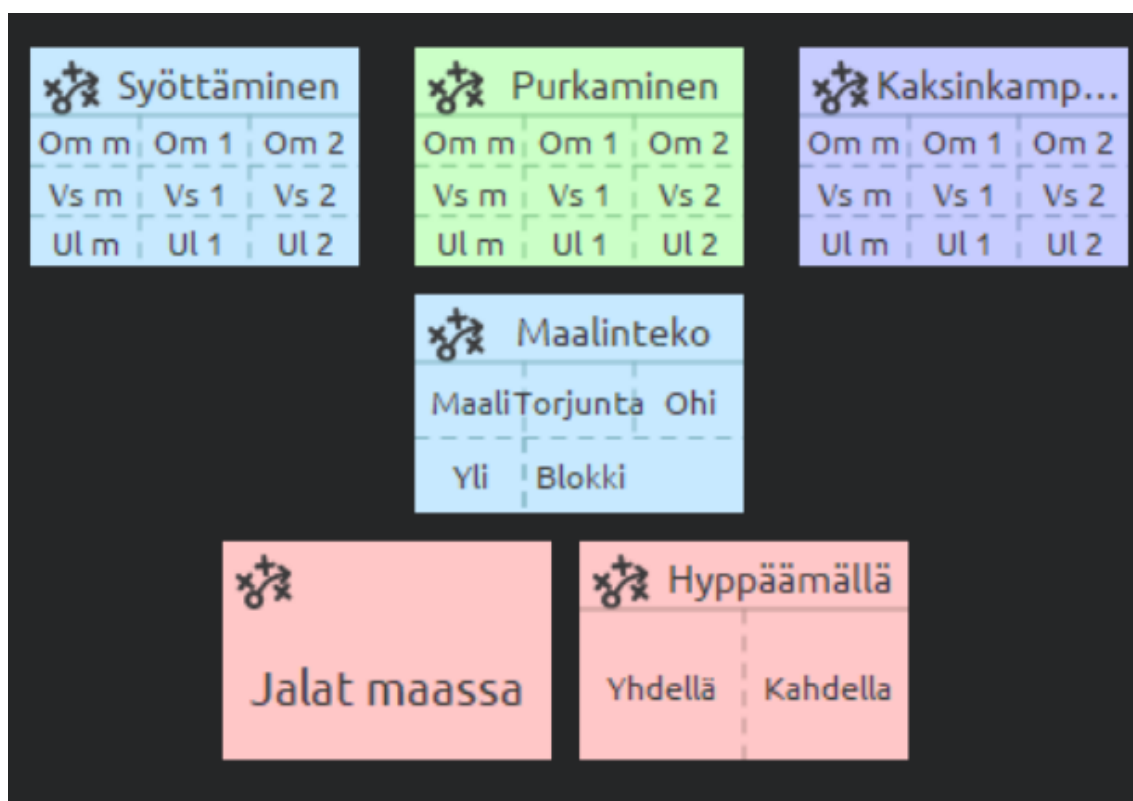 Syöttäminen Purkaminen Kaksinkamp...
Om m Om 1 Om 2 Om m Om 1 Om 2 Om m Om 1 Om 2
Vs m Vs 1 Vs 2 Vs m Vs 1 Vs 2 Vs m Vs 1 Vs 2
Ul m Ul 1 Ul 2 Ul m Ul 1 Ul 2 Ul m Ul 1 Ul 2
Maalinteko
Maali Torjunta Ohi
Yli Blokki
Hyppäämällä
Jalat maassa Yhdellä Kahdella